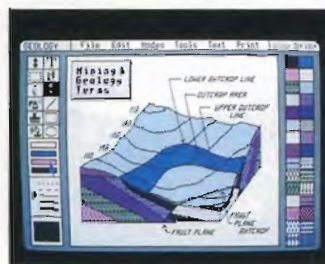 GEOLOGY File Edit Modes Tools Text Print
Mining &
Geology
Terms
LOWER OUTCROP LINE
OUTCROP AREA
UPPER OUTCROP
LINE
FAULT PLANE
FAULT
PLANE
OUTCROP